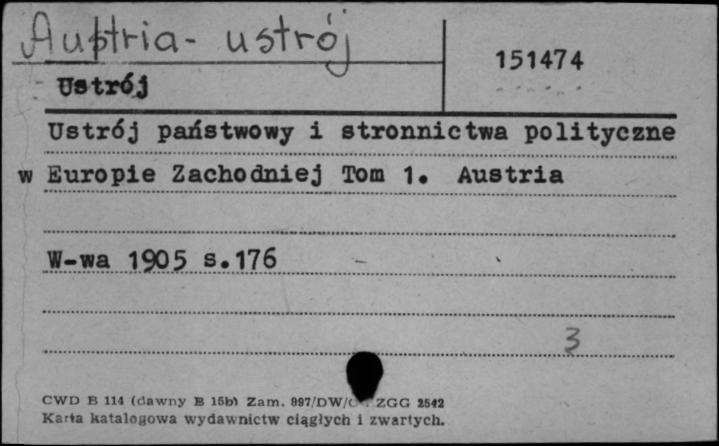 Austria - ustrój
151474
Ustrój
Ustrój państwowy i stronnictwa polityczne
w Europie Zachodniej Tom 1. Austria
W-wa 1905 s.176
3
CWD B 114 (dawny B 15b) Zam. 897/DW/ ZGG 2542
Karta katalogowa wydawnictw ciągłych i zwartych.